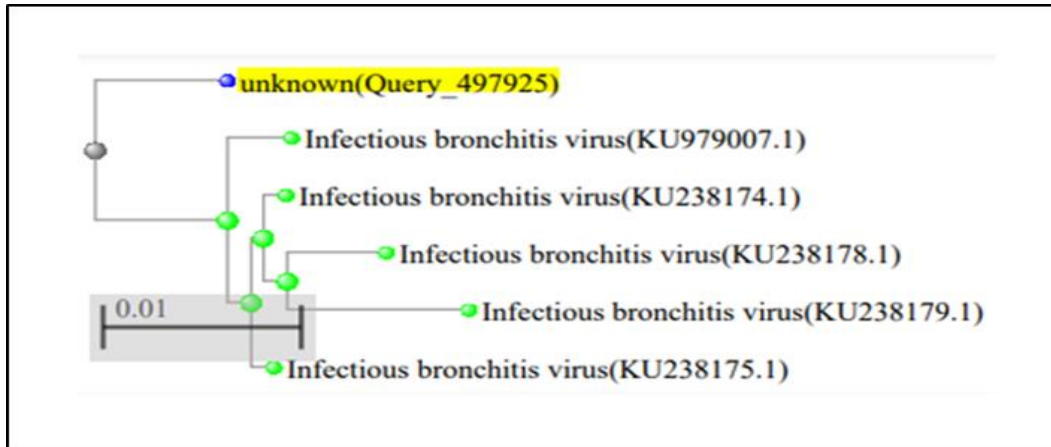 unknown(Query_497925)
Infectious bronchitis virus(KU979007.1)
Infectious bronchitis virus(KU238174.1)
Infectious bronchitis virus(KU238178.1)
Infectious bronchitis virus(KU238179.1)
0.01
Infectious bronchitis virus(KU238175.1)